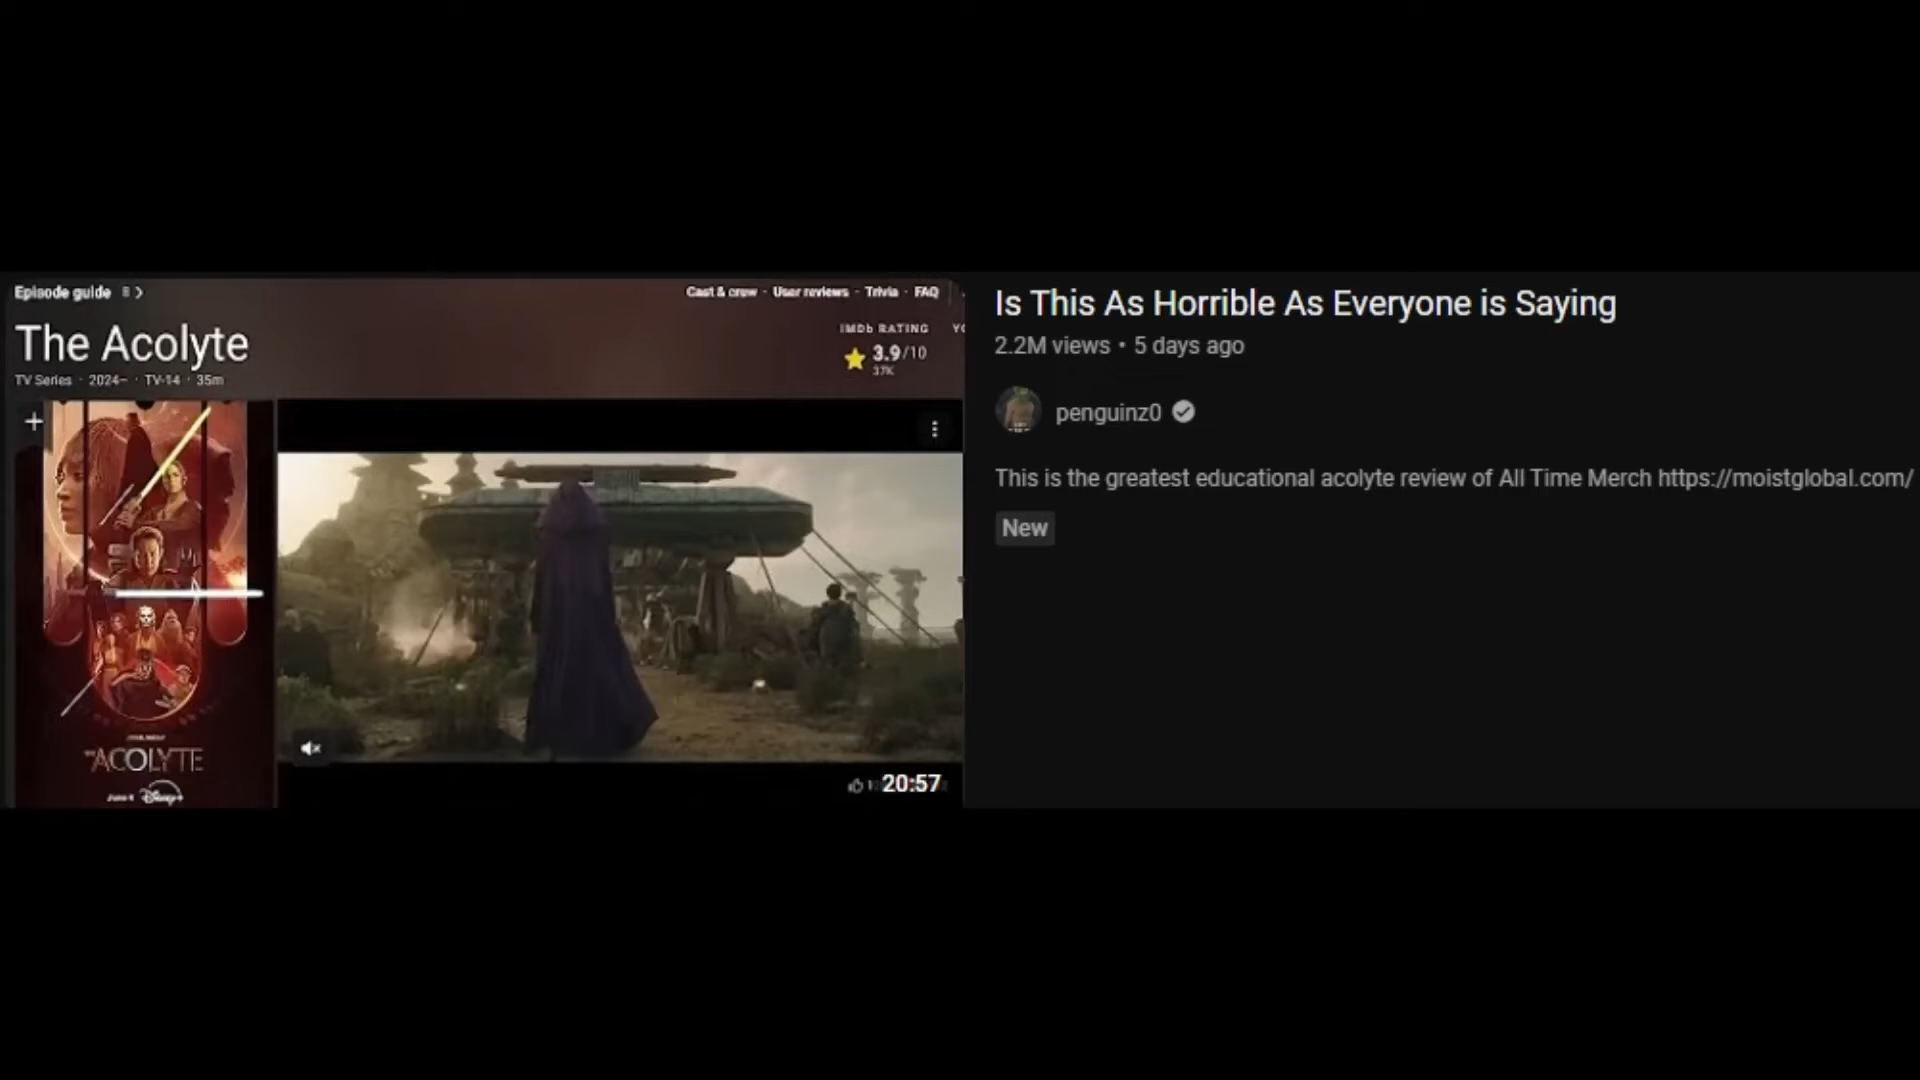 Episode guide 8 >
Cast & crew · User reviews · Trivia · FAQ
The Acolyte
IMDb RATING
3.9/10
37K
TV Series · 2024– · TV-14 · 35m
ACOLYTE
Disney+
20:57
Is This As Horrible As Everyone is Saying
2.2M views • 5 days ago
penguinz0
This is the greatest educational acolyte review of All Time Merch https://moistglobal.com/
New